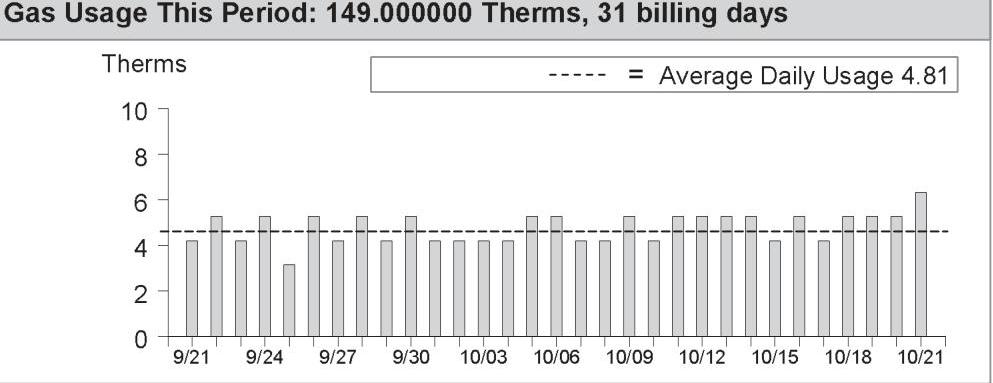 Gas Usage This Period: 149.000000 Therms, 31 billing days
Therms
----- = Average Daily Usage 4.81
10
8
6
4
2
0
9/21 9/24 9/27 9/30 10/03 10/06 10/09 10/12 10/15 10/18 10/21